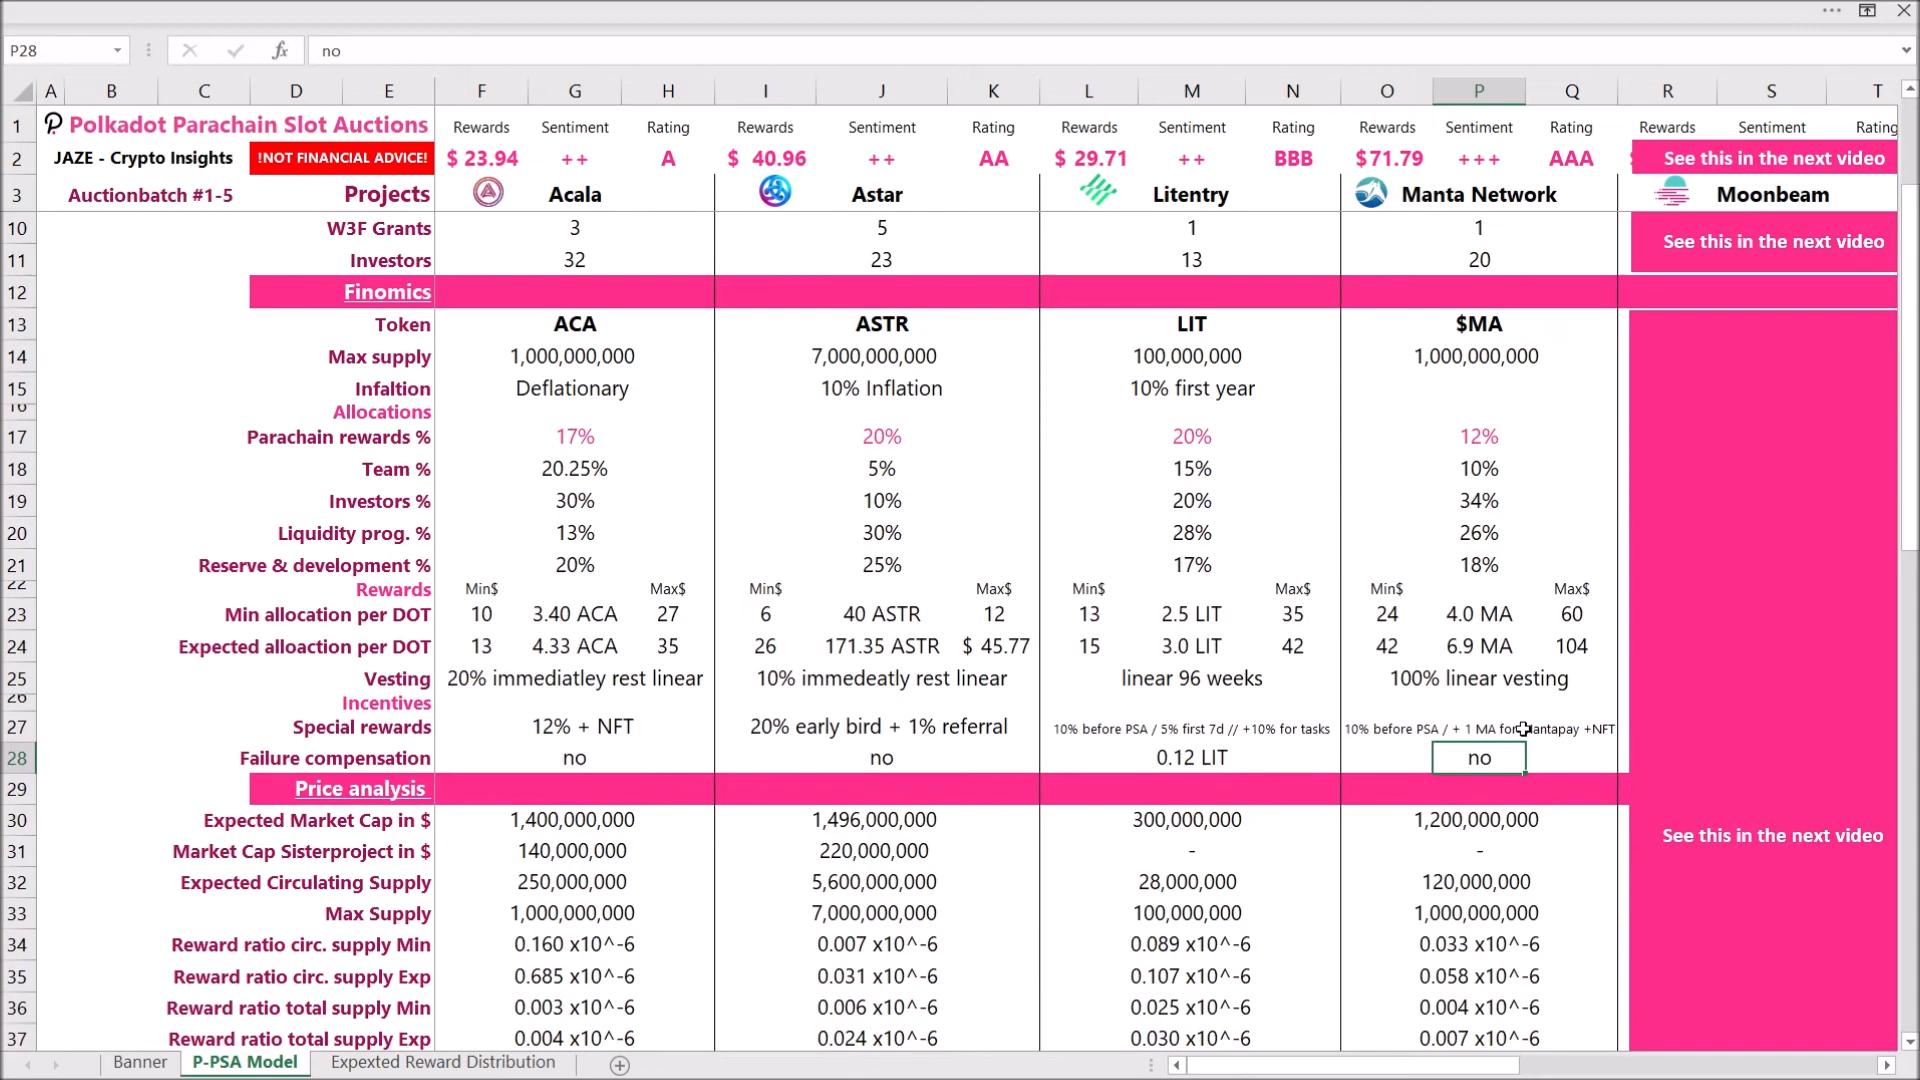 P28 fx no
A B C D E F G H I J K L M N O P Q R S T
1 Polkadot Parachain Slot Auctions Rewards Sentiment Rating Rewards Sentiment Rating Rewards Sentiment Rating Rewards Sentiment Rating Rewards Sentiment Rating
2 JAZE - Crypto Insights !NOT FINANCIAL ADVICE! $ 23.94 ++ A $ 40.96 ++ AA $ 29.71 ++ BBB $71.79 +++ AAA See this in the next video
3 Auctionbatch #1-5 Projects Acala Astar Litentry Manta Network Moonbeam
10 W3F Grants 3 5 1 1
See this in the next video
11 Investors 32 23 13 20
12 Finomics
13 Token ACA ASTR LIT $MA
14 Max supply 1,000,000,000 7,000,000,000 100,000,000 1,000,000,000
15 Infaltion Deflationary 10% Inflation 10% first year
16 Allocations
17 Parachain rewards % 17% 20% 20% 12%
18 Team % 20.25% 5% 15% 10%
19 Investors % 30% 10% 20% 34%
20 Liquidity prog. % 13% 30% 28% 26%
21 Reserve & development % 20% 25% 17% 18%
22 Rewards Min$ Max$ Min$ Max$ Min$ Max$ Min$ Max$
23 Min allocation per DOT 10 3.40 ACA 27 6 40 ASTR 12 13 2.5 LIT 35 24 4.0 MA 60
24 Expected alloaction per DOT 13 4.33 ACA 35 26 171.35 ASTR $ 45.77 15 3.0 LIT 42 42 6.9 MA 104
25 Vesting 20% immediatley rest linear 10% immedeatly rest linear linear 96 weeks 100% linear vesting
26 Incentives
27 Special rewards 12% + NFT 20% early bird + 1% referral 10% before PSA / 5% first 7d // +10% for tasks 10% before PSA / + 1 MA for antapay +NFT
28 Failure compensation no no 0.12 LIT no
29 Price analysis
30 Expected Market Cap in $ 1,400,000,000 1,496,000,000 300,000,000 1,200,000,000
See this in the next video
31 Market Cap Sisterproject in $ 140,000,000 220,000,000 - -
32 Expected Circulating Supply 250,000,000 5,600,000,000 28,000,000 120,000,000
33 Max Supply 1,000,000,000 7,000,000,000 100,000,000 1,000,000,000
34 Reward ratio circ. supply Min 0.160 x10^-6 0.007 x10^-6 0.089 x10^-6 0.033 x10^-6
35 Reward ratio circ. supply Exp 0.685 x10^-6 0.031 x10^-6 0.107 x10^-6 0.058 x10^-6
36 Reward ratio total supply Min 0.003 x10^-6 0.006 x10^-6 0.025 x10^-6 0.004 x10^-6
37 Reward ratio total supply Exp 0.004 x10^-6 0.024 x10^-6 0.030 x10^-6 0.007 x10^-6
Banner P-PSA Model Expexted Reward Distribution